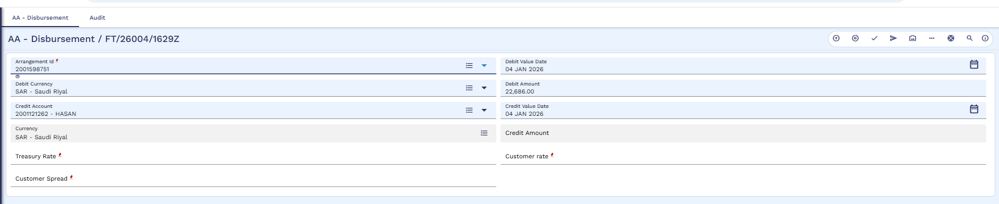 AA - Disbursement Audit
AA - Disbursement / FT/26004/1629Z
Arrangement Id
2001598751
Debit Value Date
04 JAN 2026
Debit Currency
SAR - Saudi Riyal
Debit Amount
22,686.00
Credit Account
2001121262 - HASAN
Credit Value Date
04 JAN 2026
Currency
SAR - Saudi Riyal
Credit Amount
Treasury Rate
Customer rate
Customer Spread